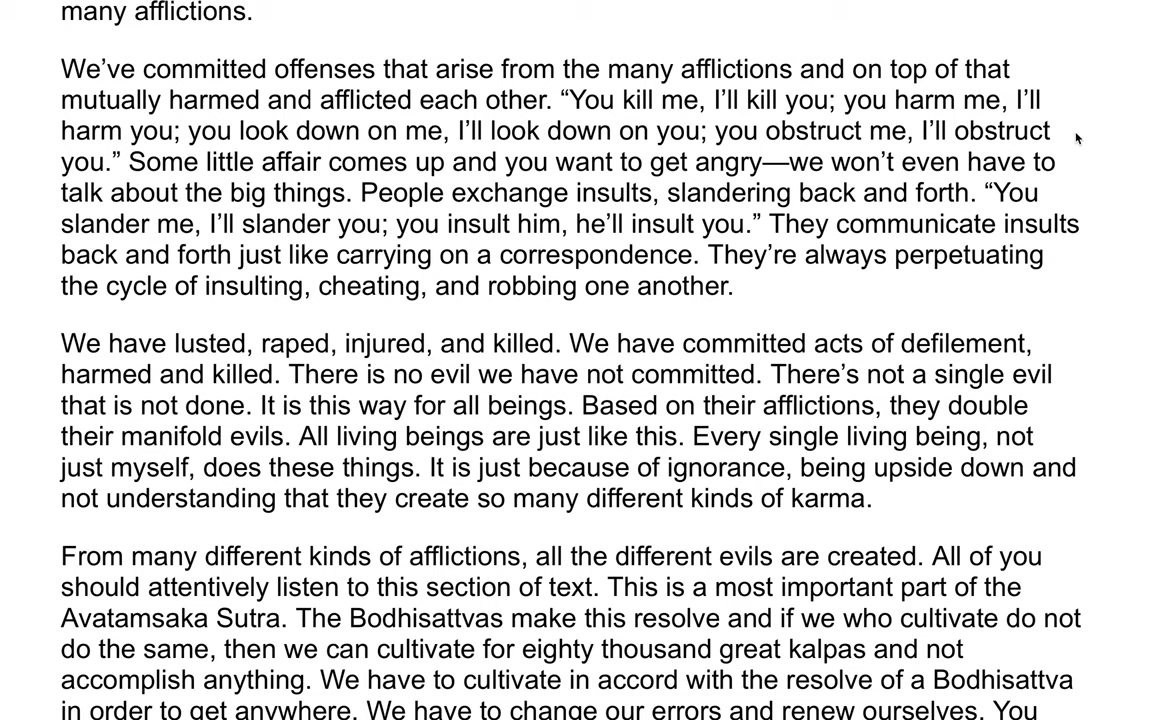 many afflictions.
We’ve committed offenses that arise from the many afflictions and on top of that
mutually harmed and afflicted each other. “You kill me, I’ll kill you; you harm me, I’ll
harm you; you look down on me, I’ll look down on you; you obstruct me, I’ll obstruct
you.” Some little affair comes up and you want to get angry—we won’t even have to
talk about the big things. People exchange insults, slandering back and forth. “You
slander me, I’ll slander you; you insult him, he’ll insult you.” They communicate insults
back and forth just like carrying on a correspondence. They’re always perpetuating
the cycle of insulting, cheating, and robbing one another.
We have lusted, raped, injured, and killed. We have committed acts of defilement,
harmed and killed. There is no evil we have not committed. There’s not a single evil
that is not done. It is this way for all beings. Based on their afflictions, they double
their manifold evils. All living beings are just like this. Every single living being, not
just myself, does these things. It is just because of ignorance, being upside down and
not understanding that they create so many different kinds of karma.
From many different kinds of afflictions, all the different evils are created. All of you
should attentively listen to this section of text. This is a most important part of the
Avatamsaka Sutra. The Bodhisattvas make this resolve and if we who cultivate do not
do the same, then we can cultivate for eighty thousand great kalpas and not
accomplish anything. We have to cultivate in accord with the resolve of a Bodhisattva
in order to get anywhere. We have to change our errors and renew ourselves. You